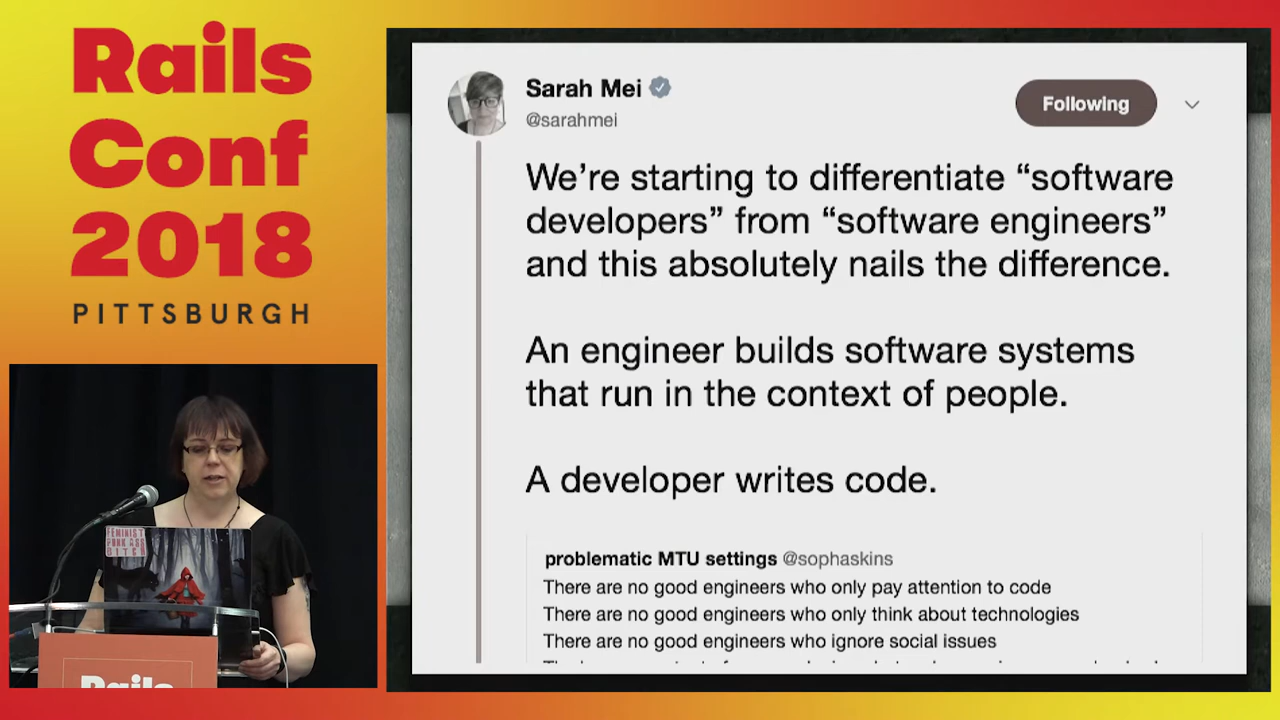 Rails
Conf
2018
PITTSBURGH
FEMINIST
PUNK ASS
BITCH
Rails
Sarah Mei
@sarahmei
Following
We’re starting to differentiate “software
developers” from “software engineers”
and this absolutely nails the difference.
An engineer builds software systems
that run in the context of people.
A developer writes code.
problematic MTU settings @sophaskins
There are no good engineers who only pay attention to code
There are no good engineers who only think about technologies
There are no good engineers who ignore social issues